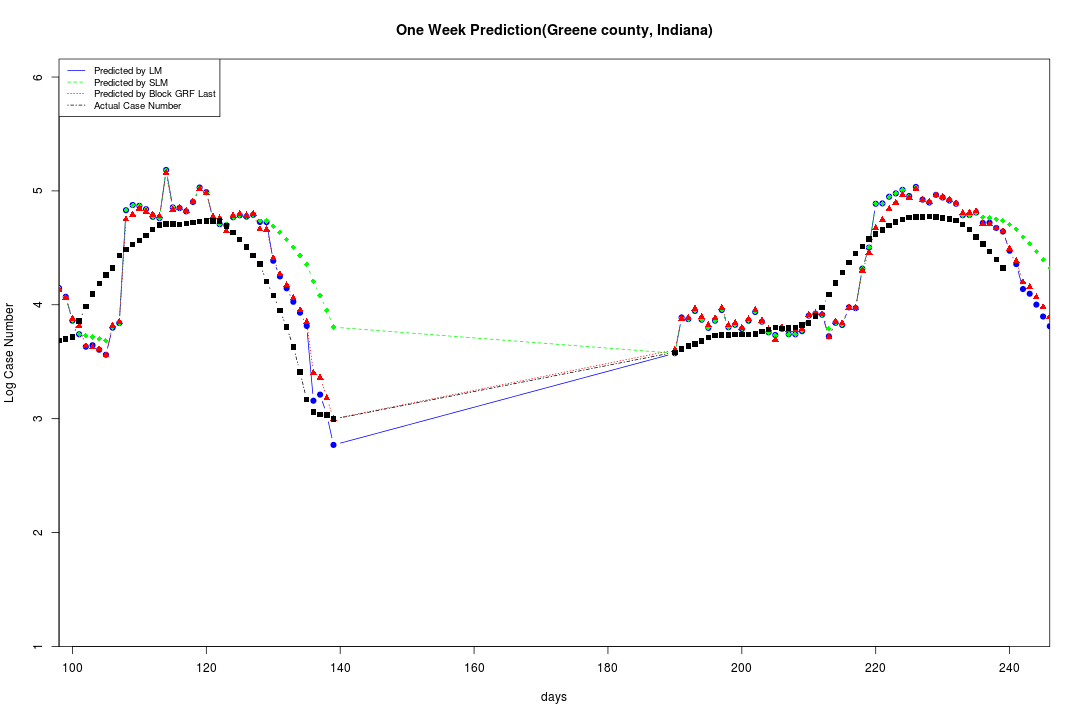 One Week Prediction(Greene county, Indiana)
Predicted by LM
Predicted by SLM
Predicted by Block GRF Last
Actual Case Number
6
5
4
3
2
1
Log Case Number
100 120 140 160 180 200 220 240
days